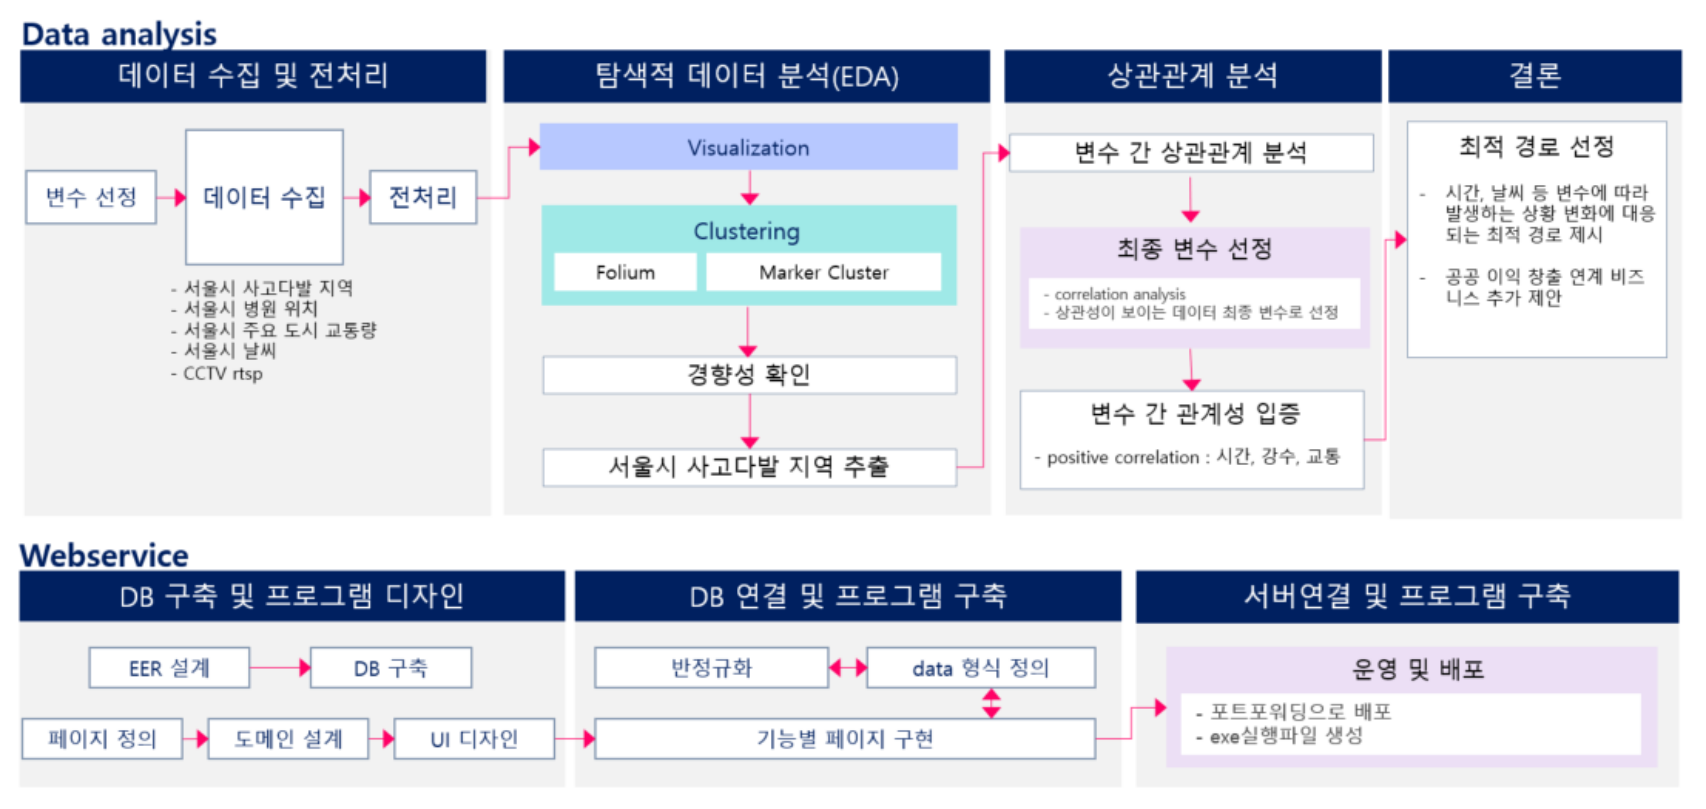 Data analysis
데이터 수집 및 전처리
변수 선정
데이터 수집
전처리
- 서울시 사고다발 지역
- 서울시 병원 위치
- 서울시 주요 도시 교통량
- 서울시 날씨
- CCTV rtsp
탐색적 데이터 분석(EDA)
Visualization
Clustering
Folium
Marker Cluster
경향성 확인
서울시 사고다발 지역 추출
상관관계 분석
변수 간 상관관계 분석
최종 변수 선정
- correlation analysis
- 상관성이 보이는 데이터 최종 변수로 선정
변수 간 관계성 입증
- positive correlation : 시간, 강수, 교통
결론
최적 경로 선정
- 시간, 날씨 등 변수에 따라
발생하는 상황 변화에 대응
되는 최적 경로 제시
- 공공 이익 창출 연계 비즈
니스 추가 제안
Webservice
DB 구축 및 프로그램 디자인
EER 설계
DB 구축
페이지 정의
도메인 설계
UI 디자인
DB 연결 및 프로그램 구축
반정규화
data 형식 정의
기능별 페이지 구현
서버연결 및 프로그램 구축
운영 및 배포
- 포트포워딩으로 배포
- exe실행파일 생성